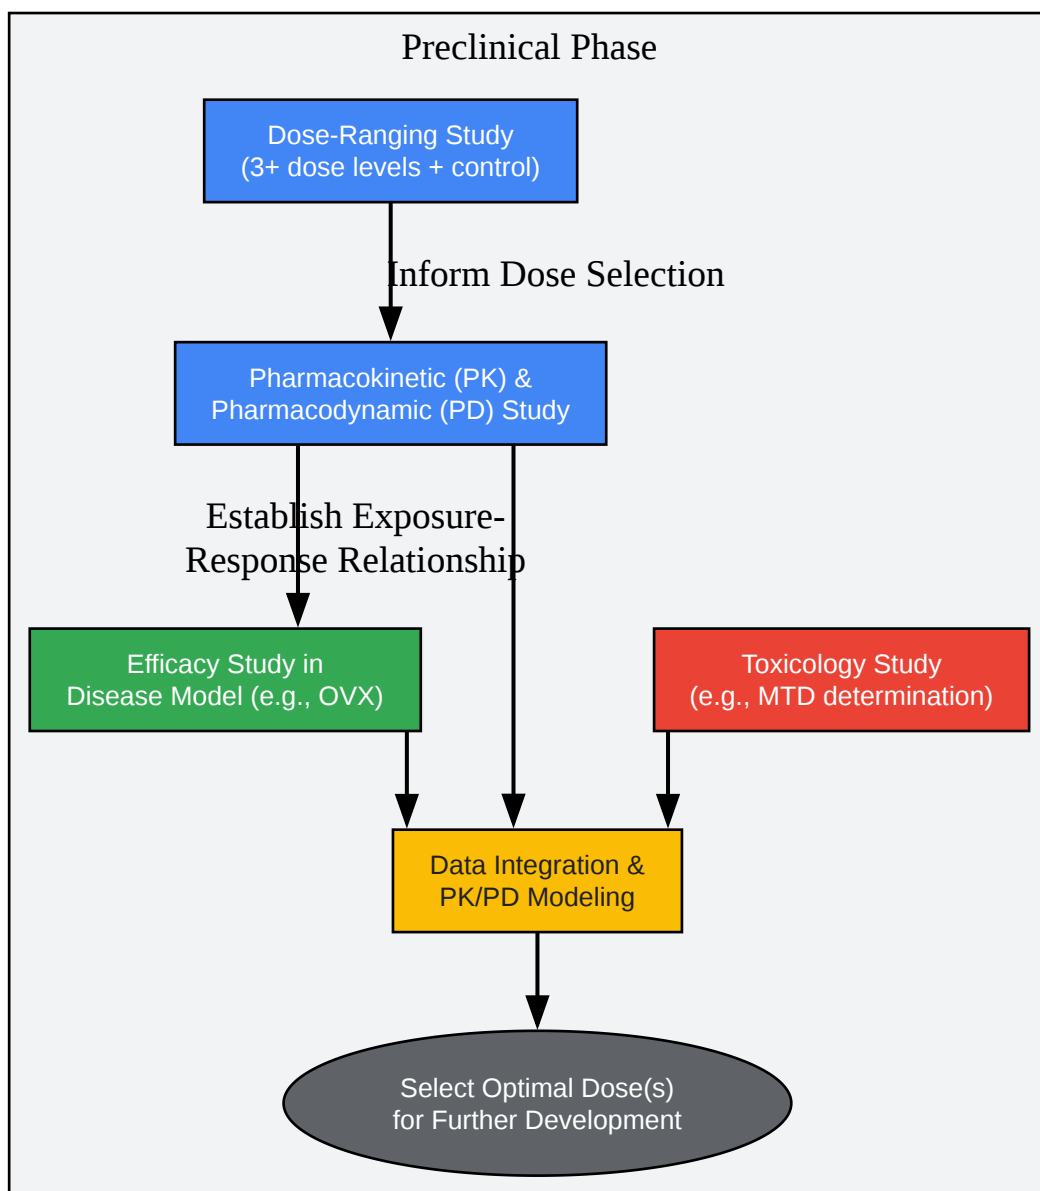 Preclinical Phase
Dose-Ranging Study
(3+ dose levels + control)
Inform Dose Selection
Pharmacokinetic (PK) &
Pharmacodynamic (PD) Study
Establish Exposure-
Response Relationship
Efficacy Study in
Disease Model (e.g., OVX)
Toxicology Study
(e.g., MTD determination)
Data Integration &
PK/PD Modeling
Select Optimal Dose(s)
for Further Development